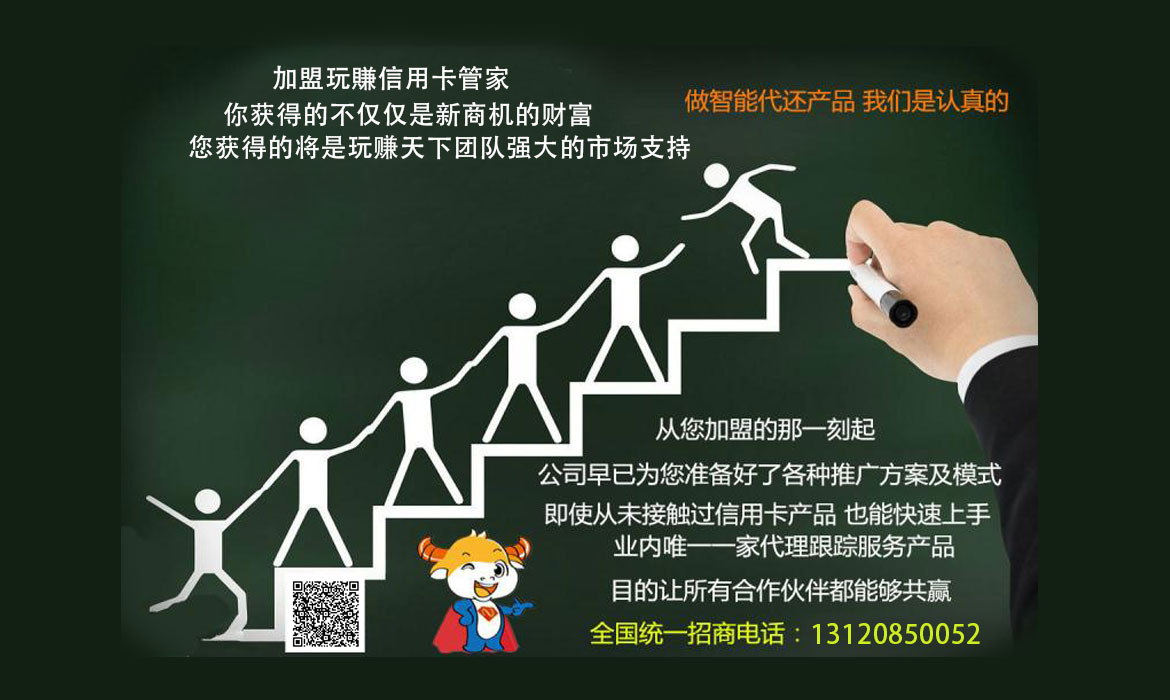 加盟玩賺信用卡管家
你获得的不仅仅是新商机的财富
您获得的将是玩赚天下团队强大的市场支持
做智能代还产品 我们是认真的
从您加盟的那一刻起
公司早已为您准备好了各种推广方案及模式
即使从未接触过信用卡产品 也能快速上手
业内唯一一家代理跟踪服务产品
目的让所有合作伙伴都能够共赢
全国统一招商电话：13120850052